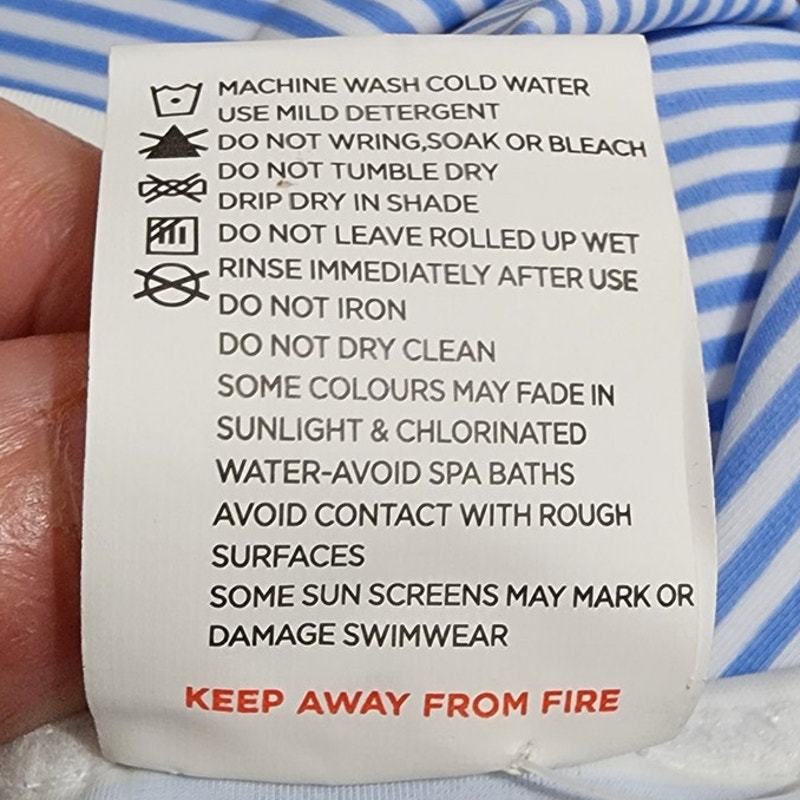 MACHINE WASH COLD WATER
USE MILD DETERGENT
DO NOT WRING,SOAK OR BLEACH
DO NOT TUMBLE DRY
DRIP DRY IN SHADE
DO NOT LEAVE ROLLED UP WET
RINSE IMMEDIATELY AFTER USE
DO NOT IRON
DO NOT DRY CLEAN
SOME COLOURS MAY FADE IN
SUNLIGHT & CHLORINATED
WATER-AVOID SPA BATHS
AVOID CONTACT WITH ROUGH
SURFACES
SOME SUN SCREENS MAY MARK OR
DAMAGE SWIMWEAR
KEEP AWAY FROM FIRE